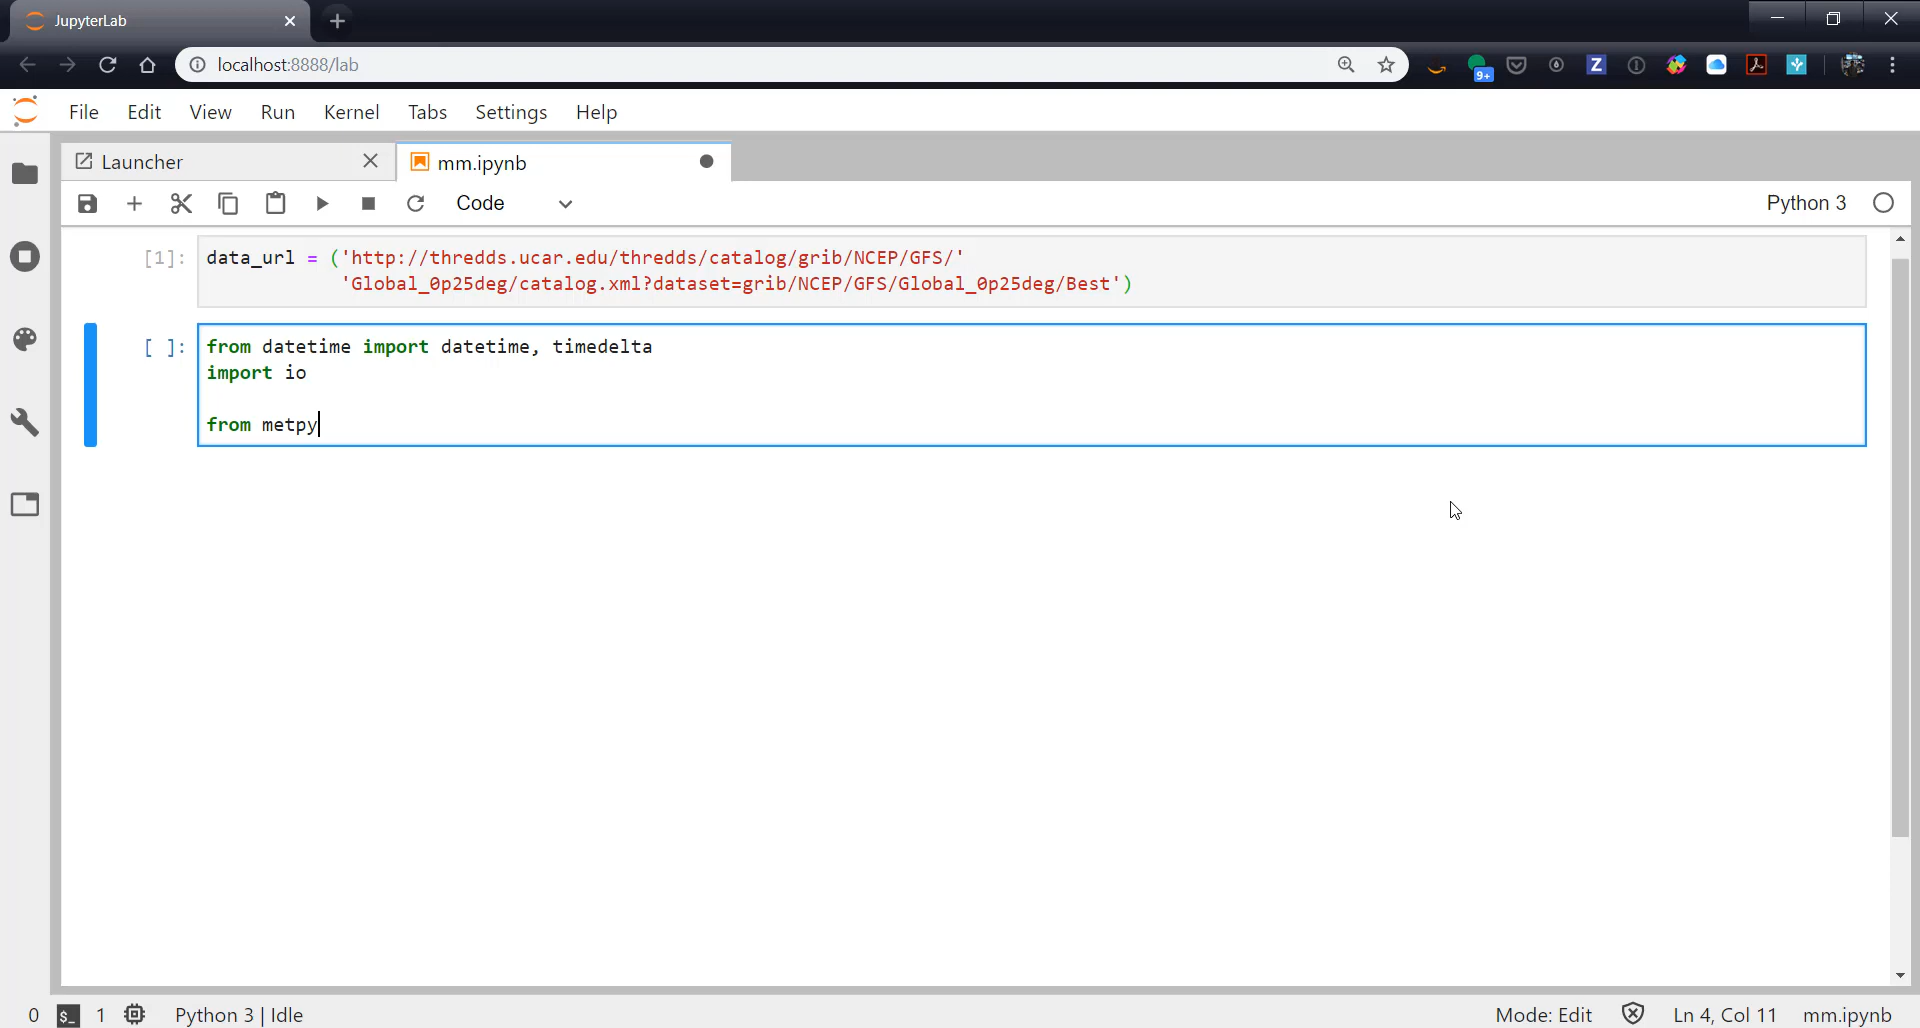 JupyterLab
localhost:8888/lab
9+
Z
File Edit View Run Kernel Tabs Settings Help
Launcher
mm.ipynb
Code
Python 3
[1]: data_url = ('http://thredds.ucar.edu/thredds/catalog/grib/NCEP/GFS/'
'Global_0p25deg/catalog.xml?dataset=grib/NCEP/GFS/Global_0p25deg/Best')
[ ]: from datetime import datetime, timedelta
import io
from metpy
0 $_ 1 Python 3 | Idle Mode: Edit Ln 4, Col 11 mm.ipynb